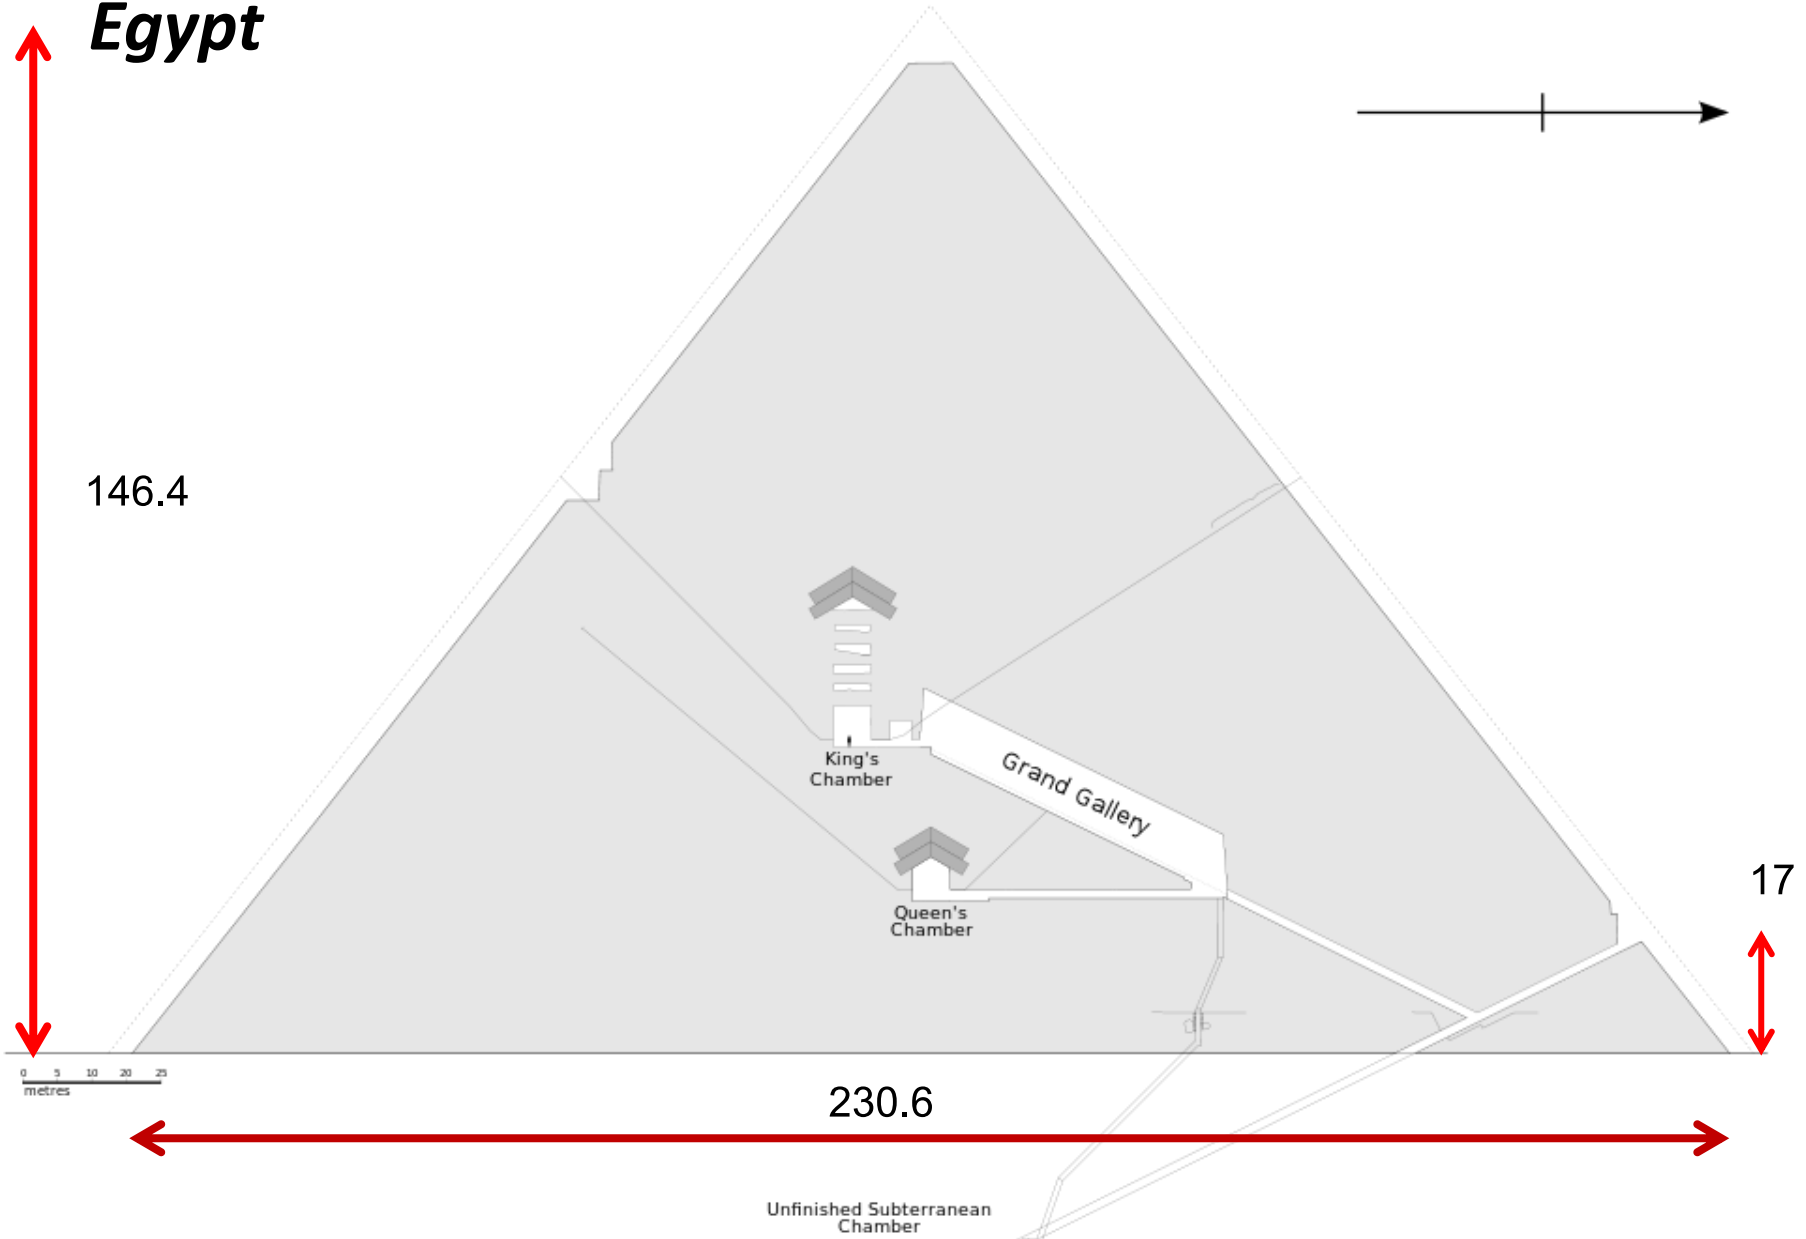 Egypt
146.4
King's
Chamber
Grand Gallery
Queen's
Chamber
17
0 5 10 20 25
metres
230.6
Unfinished Subterranean
Chamber